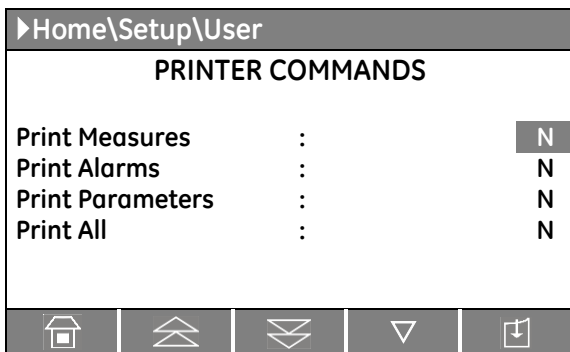 Home\Setup\User
PRINTER COMMANDS
Print Measures : N
Print Alarms : N
Print Parameters : N
Print All : N